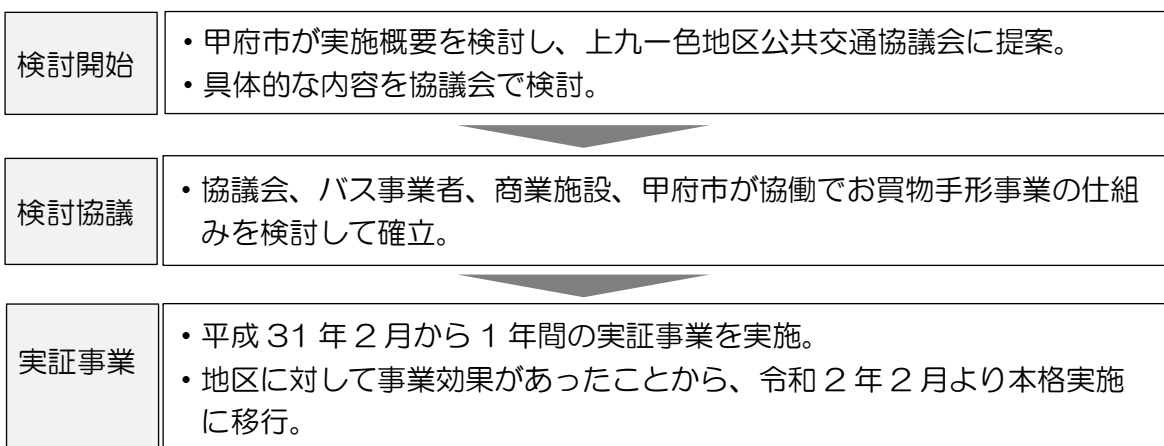 検討開始
・甲府市が実施概要を検討し、上九一色地区公共交通協議会に提案。
・具体的な内容を協議会で検討。
検討協議
・協議会、バス事業者、商業施設、甲府市が協働でお買物手形事業の仕組
みを検討して確立。
実証事業
・平成 31 年 2 月から 1 年間の実証事業を実施。
・地区に対して事業効果があったことから、令和 2 年 2 月より本格実施
に移行。